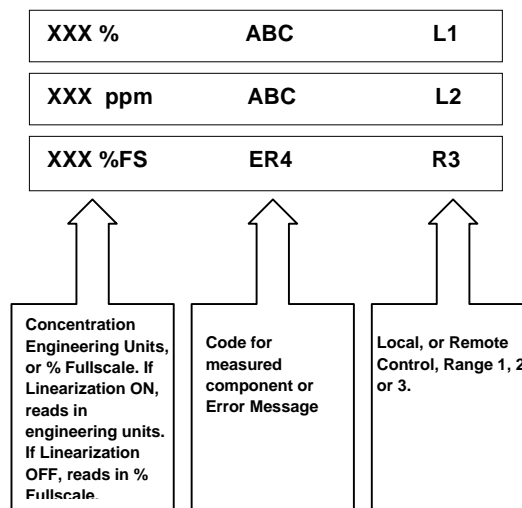 XXX % ABC L1
XXX ppm ABC L2
XXX %FS ER4 R3
Concentration
Engineering Units,
or % Fullscale. If
Linearization ON,
reads in
engineering units.
If Linearization
OFF, reads in %
Fullscale.
Code for
measured
component or
Error Message
Local, or Remote
Control, Range 1, 2
or 3.